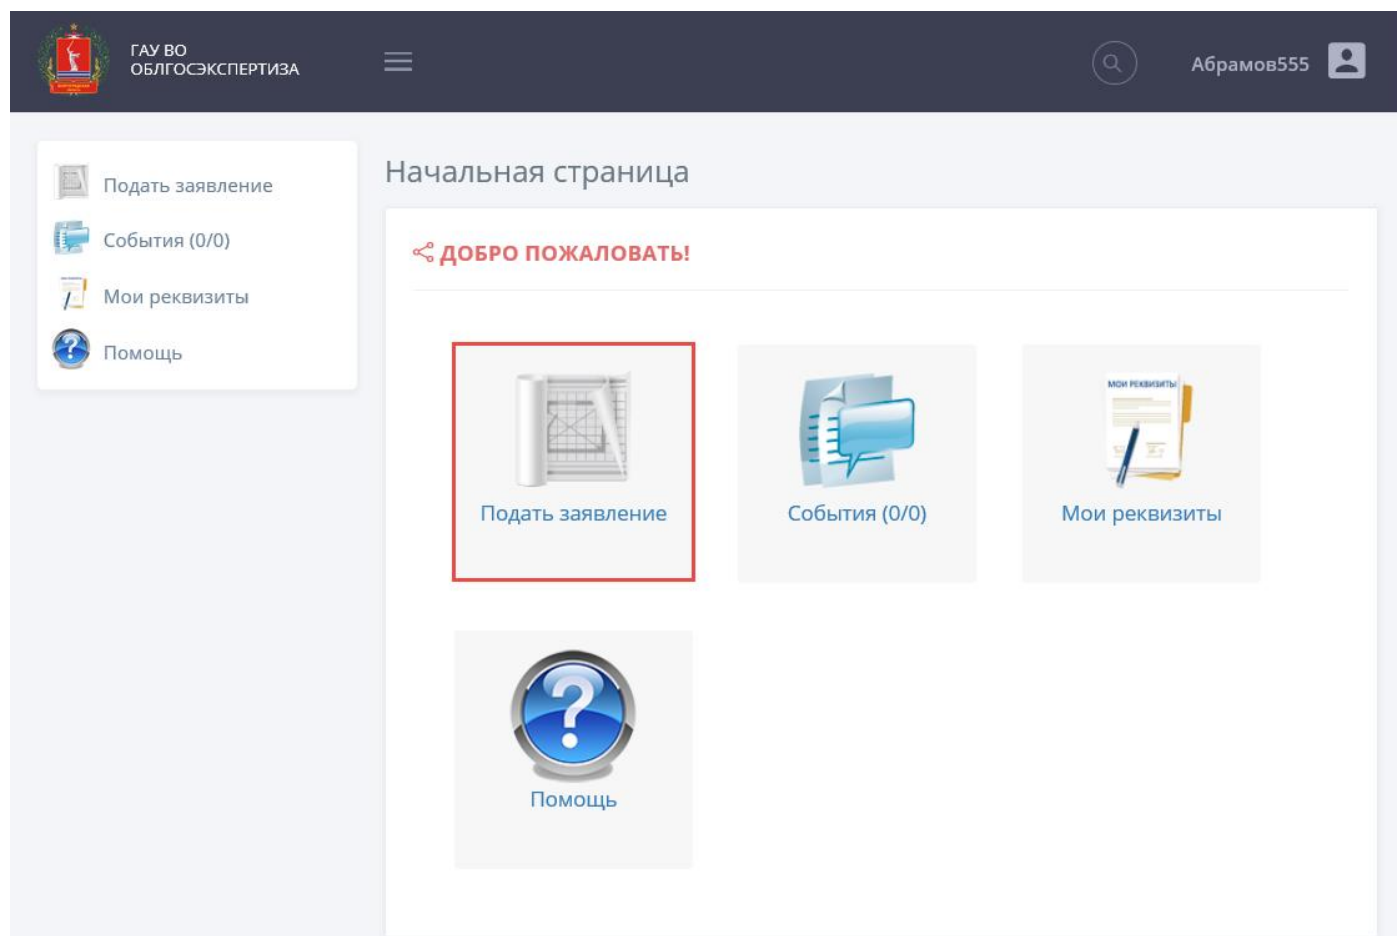 ГАУ ВО
ОБЛГОСЭКСПЕРТИЗА
Абрамов555
Подать заявление
События (0/0)
Мои реквизиты
Помощь
Начальная страница
ДОБРО ПОЖАЛОВАТЬ!
МОИ РЕКВИЗИТЫ
Подать заявление
События (0/0)
Мои реквизиты
Помощь